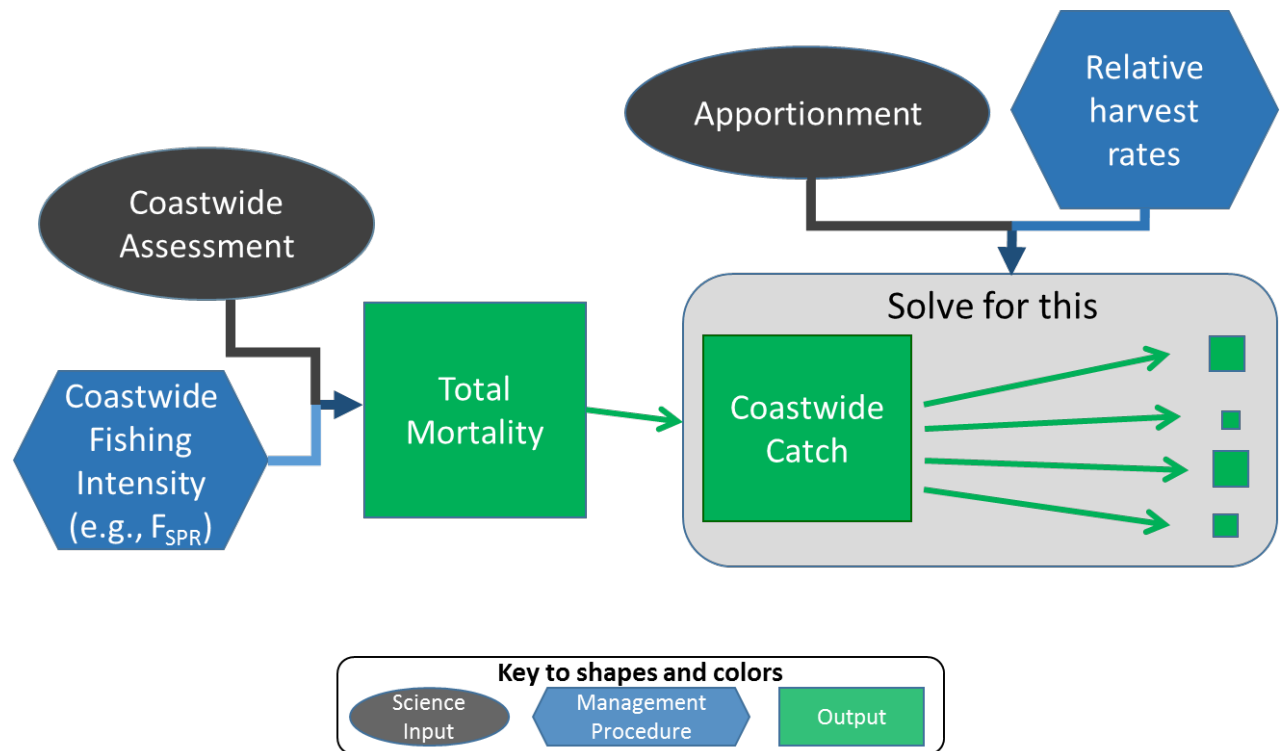 Relative
harvest
rates
Apportionment
Coastwide
Assessment
Solve for this
Coastwide
Fishing
Intensity
(e.g., FSPR)
Total
Mortality
Coastwide
Catch
Key to shapes and colors
Science
Input
Management
Procedure
Output